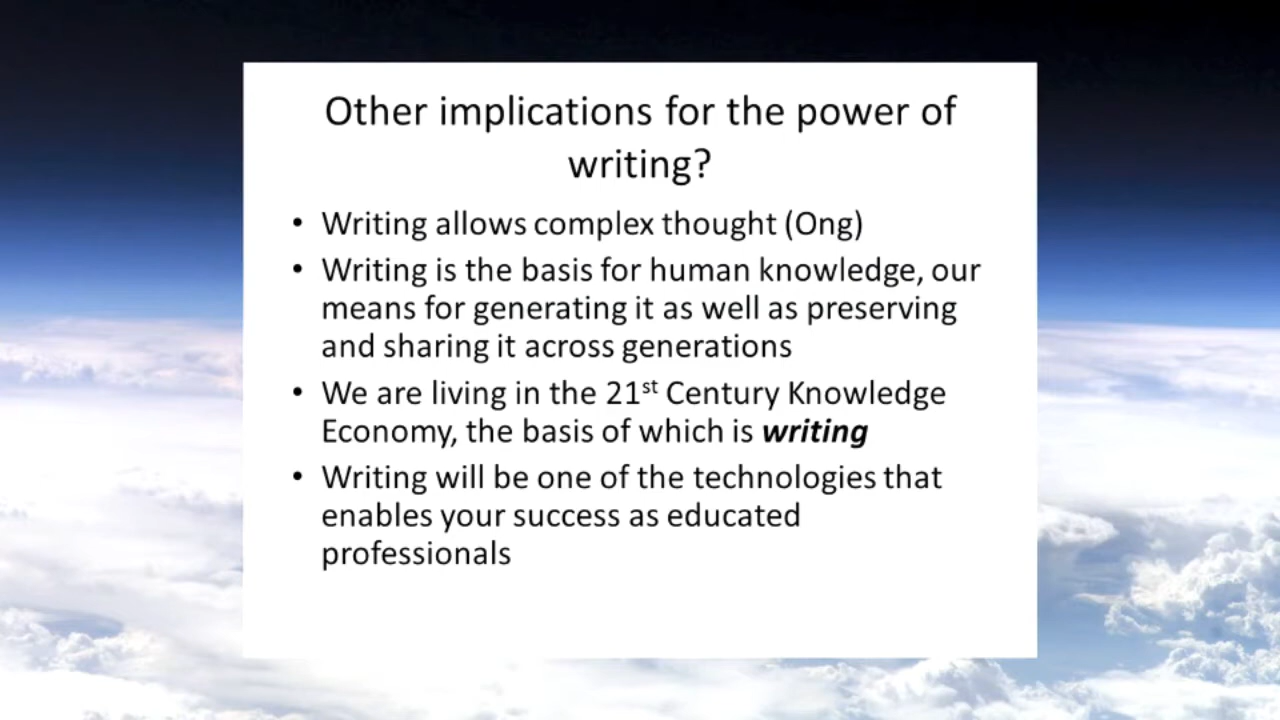 Other implications for the power of
writing?
• Writing allows complex thought (Ong)
• Writing is the basis for human knowledge, our
means for generating it as well as preserving
and sharing it across generations
• We are living in the 21st Century Knowledge
Economy, the basis of which is writing
• Writing will be one of the technologies that
enables your success as educated
professionals